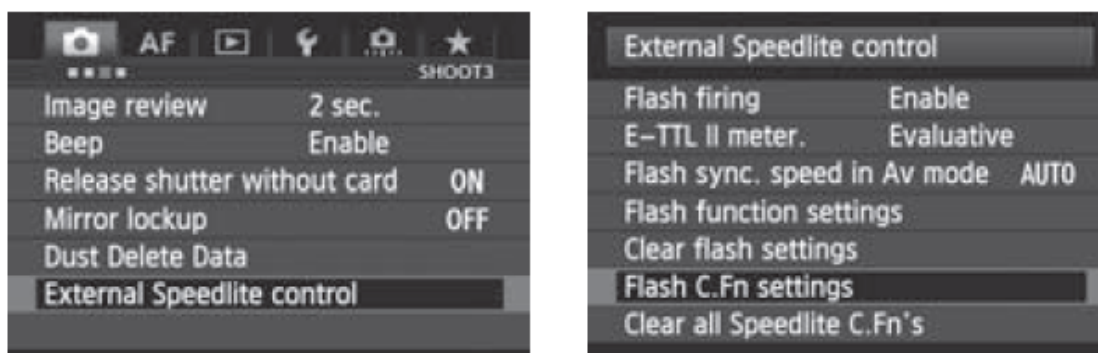 AF
SHOOT3
Image review 2 sec.
Beep Enable
Release shutter without card ON
Mirror lockup OFF
Dust Delete Data
External Speedlite control
External Speedlite control
Flash firing Enable
E-TTL II meter. Evaluative
Flash sync. speed in Av mode AUTO
Flash function settings
Clear flash settings
Flash C.Fn settings
Clear all Speedlite C.Fn's